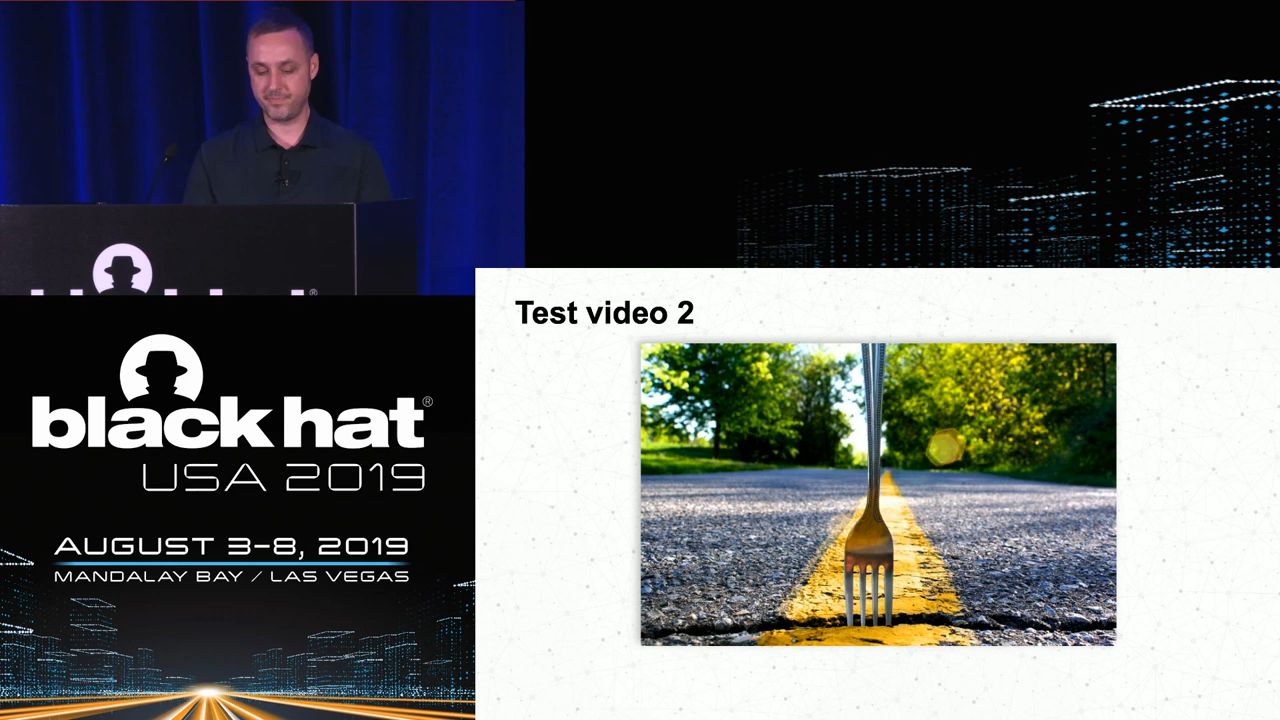 black hat®
USA 2019
AUGUST 3-8, 2019
MANDALAY BAY / LAS VEGAS
Test video 2